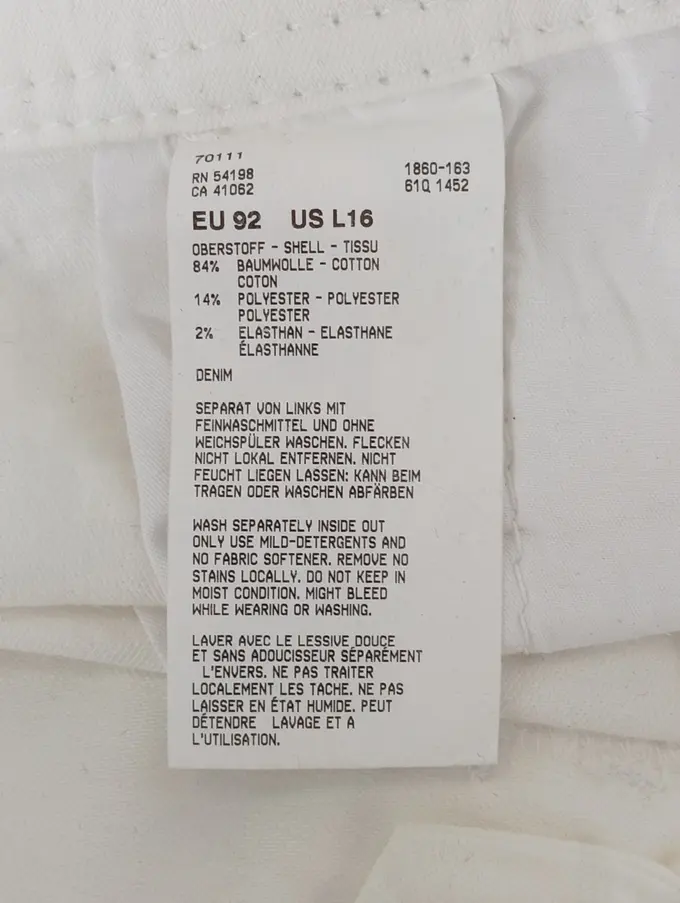 70111
RN 54198
CA 41062
1860-163
61Q 1452
EU 92 US L16
OBERSTOFF - SHELL - TISSU
84% BAUMWOLLE - COTTON
COTON
14% POLYESTER - POLYESTER
POLYESTER
2% ELASTHAN - ELASTHANE
ÉLASTHANNE
DENIM
SEPARAT VON LINKS MIT
FEINWASCHMITTEL UND OHNE
WEICHSPÜLER WASCHEN. FLECKEN
NICHT LOKAL ENTFERNEN. NICHT
FEUCHT LIEGEN LASSEN: KANN BEIM
TRAGEN ODER WASCHEN ABFÄRBEN
WASH SEPARATELY INSIDE OUT
ONLY USE MILD-DETERGENTS AND
NO FABRIC SOFTENER. REMOVE NO
STAINS LOCALLY. DO NOT KEEP IN
MOIST CONDITION. MIGHT BLEED
WHILE WEARING OR WASHING.
LAVER AVEC LE LESSIVE DOUCE
ET SANS ADOUCISSEUR SÉPARÉMENT
L'ENVERS. NE PAS TRAITER
LOCALEMENT LES TACHE. NE PAS
LAISSER EN ÉTAT HUMIDE. PEUT
DÉTENDRE LAVAGE ET A
L'UTILISATION.